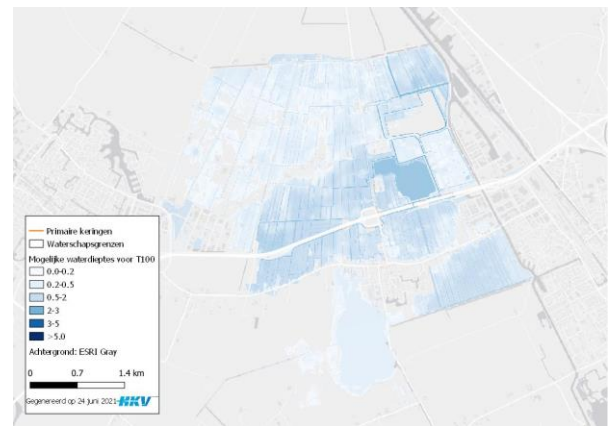 Primaire keringen
Waterschapsgrenzen
Mogelijke waterdieptes voor T100
0.0-0.2
0.2-0.5
0.5-2
2-3
3-5
>5.0
Achtergrond: ESRI Gray
0 0.7 1.4 km
Gegenereerd op 24 juni 2021 HKV